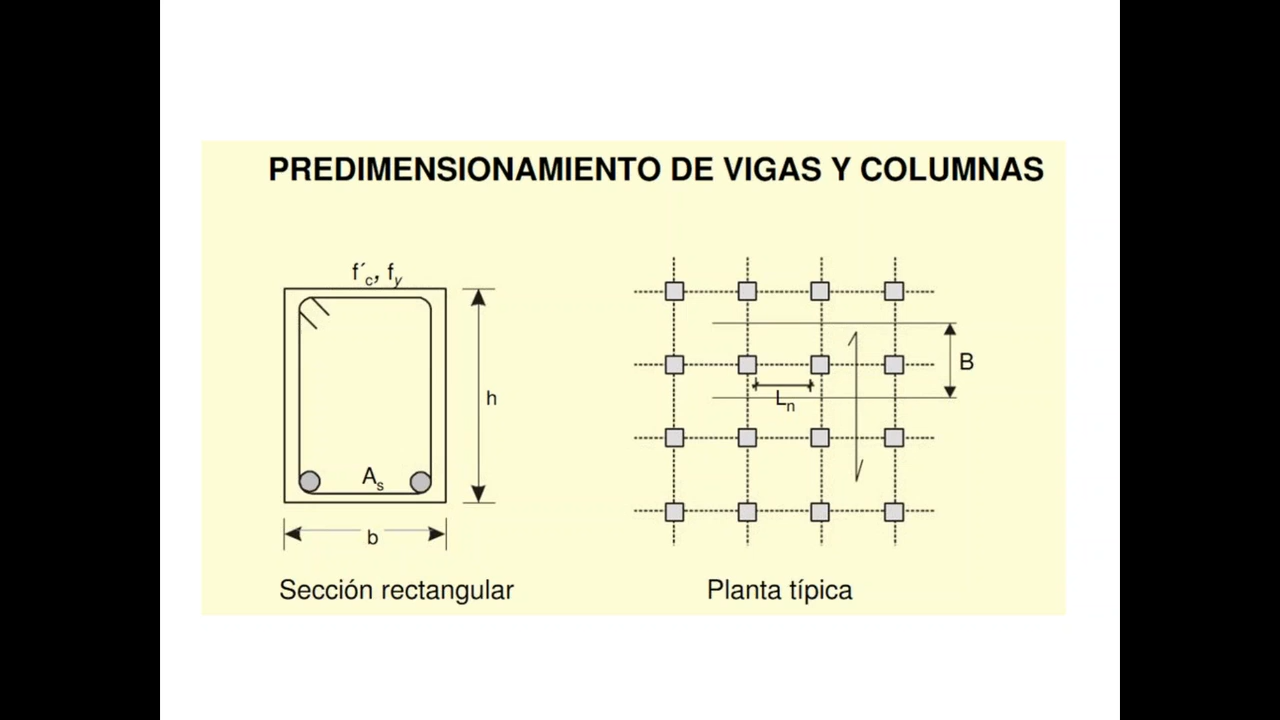 PREDIMENSIONAMIENTO DE VIGAS Y COLUMNAS
f´c, fy
h
As
b
Sección rectangular
B
Ln
Planta típica